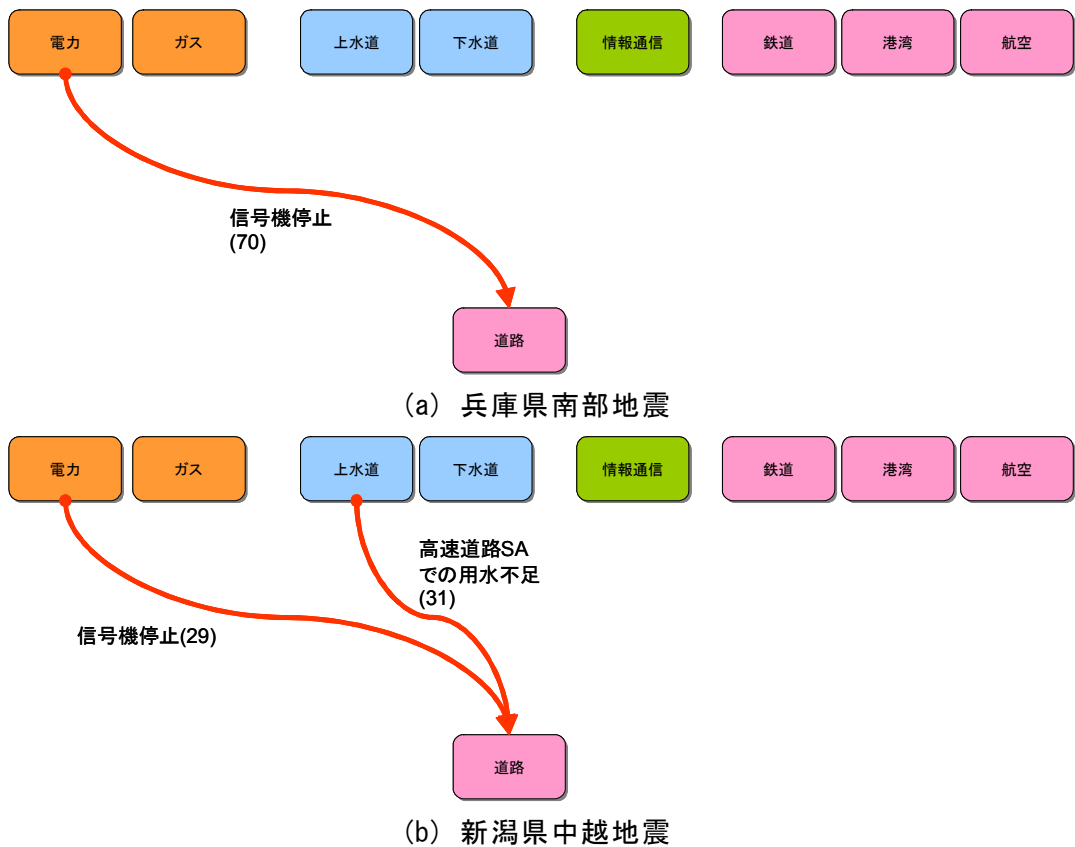 電力 ガス 上水道 下水道 情報通信 鉄道 港湾 航空
信号機停止
(70)
道路
(a) 兵庫県南部地震
電力 ガス 上水道 下水道 情報通信 鉄道 港湾 航空
高速道路SA
での用水不足
(31)
信号機停止(29)
道路
(b) 新潟県中越地震